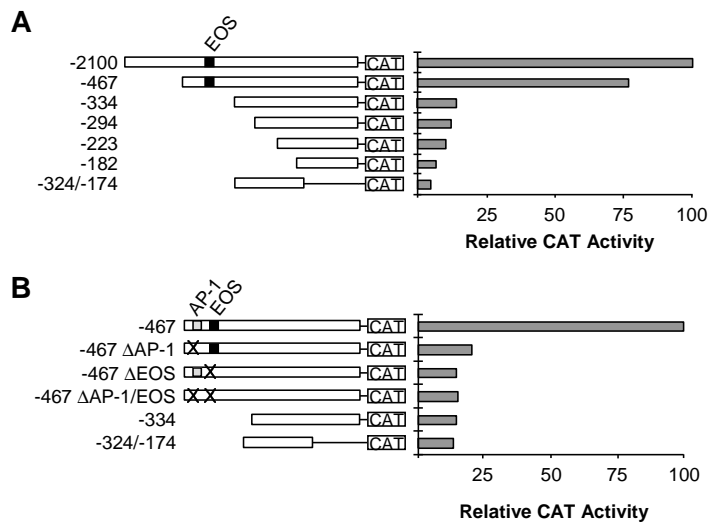 A
EOS
-2100 CAT
-467 CAT
-334 CAT
-294 CAT
-223 CAT
-182 CAT
-324/-174 CAT
25 50 75 100
Relative CAT Activity
B
AP-1 EOS
-467 CAT
-467 ΔAP-1 CAT
-467 ΔEOS CAT
-467 ΔAP-1/EOS CAT
-334 CAT
-324/-174 CAT
25 50 75 100
Relative CAT Activity